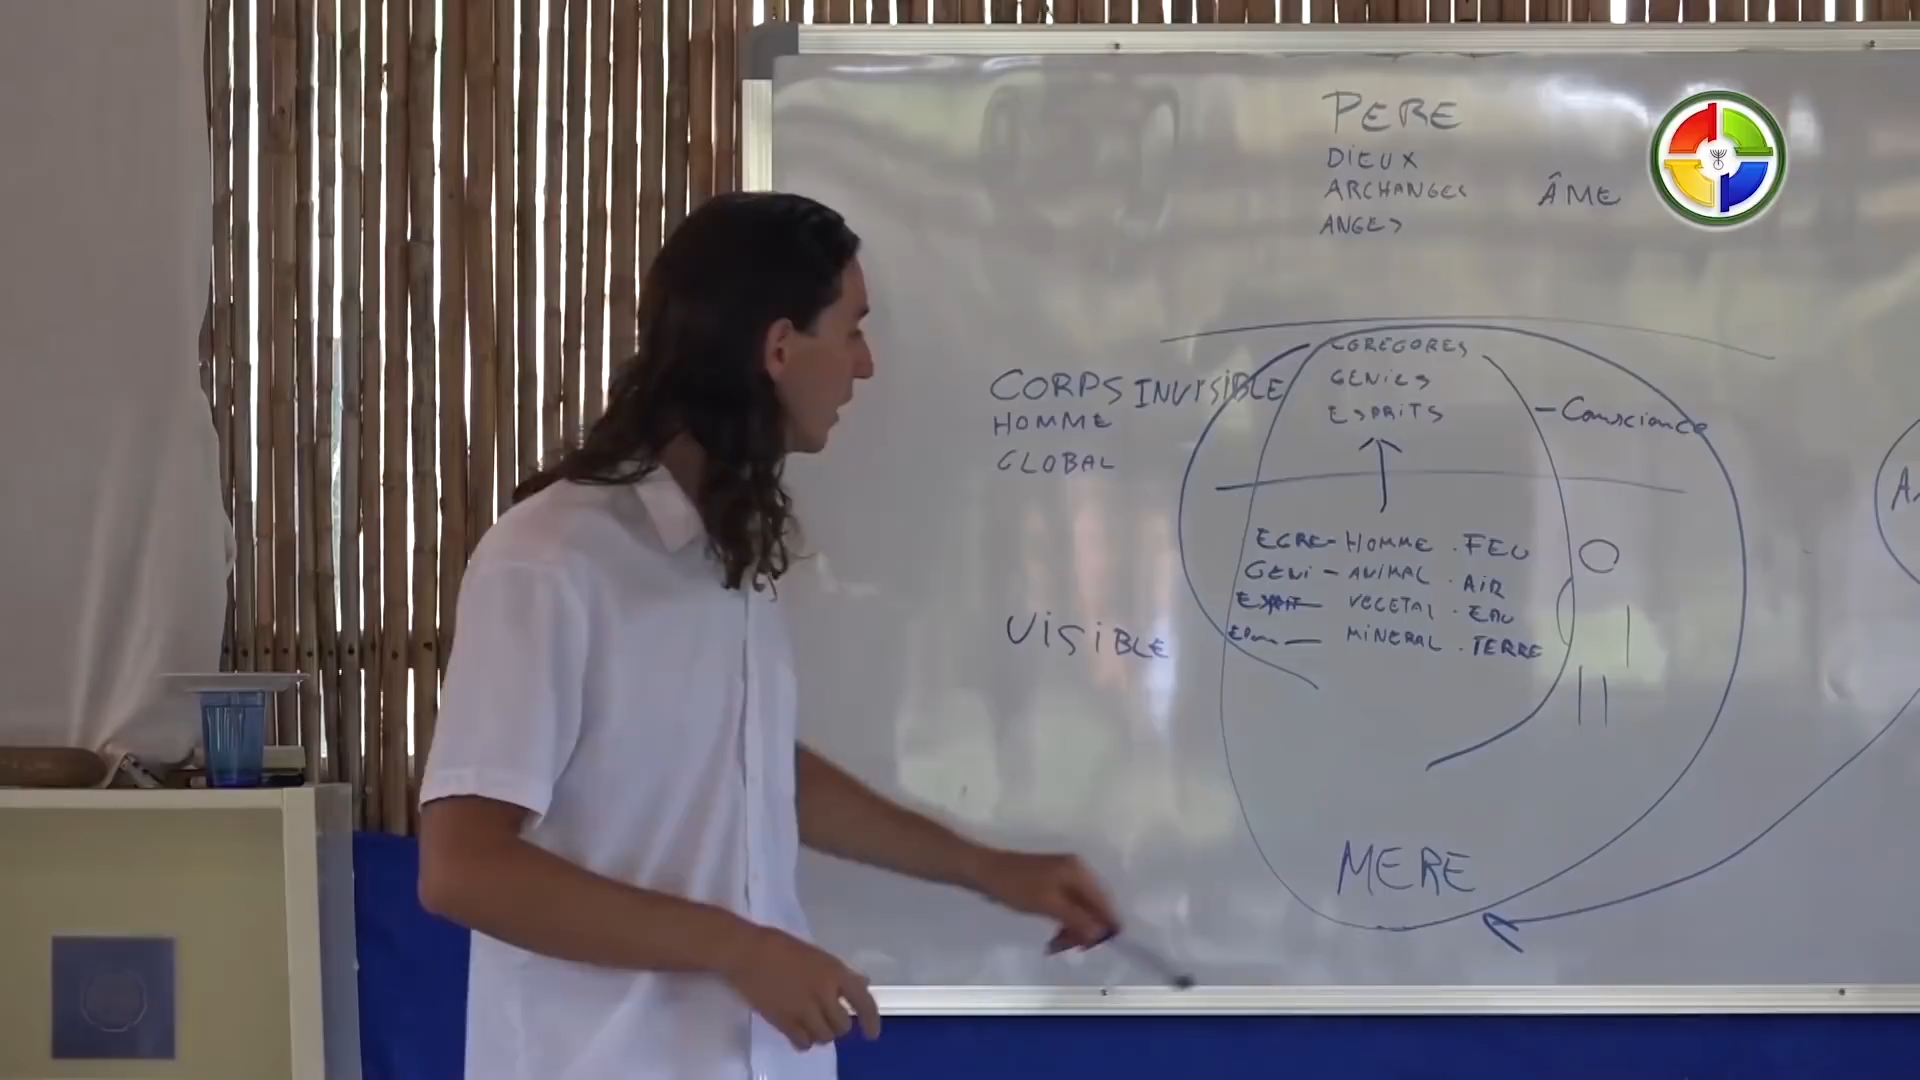 PERE
DIEUX
ARCHANGES
ÂME
ANGES
EGREGORES
CORPS INVISIBLE
GENIES
HOMME
ESPRITS
- Conscience
GLOBAL
EGRE- HOMME . FEU
GENI - ANIMAL . AIR
VEGETAL . EAU
VISIBLE
MINERAL . TERRE
MERE